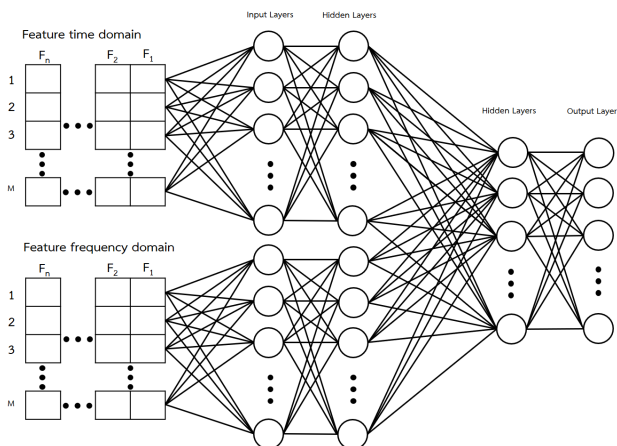 Input Layers
Hidden Layers
Feature time domain
Fn
F2
F1
1
2
3
M
Hidden Layers
Output Layer
Feature frequency domain
Fn
F2
F1
1
2
3
M